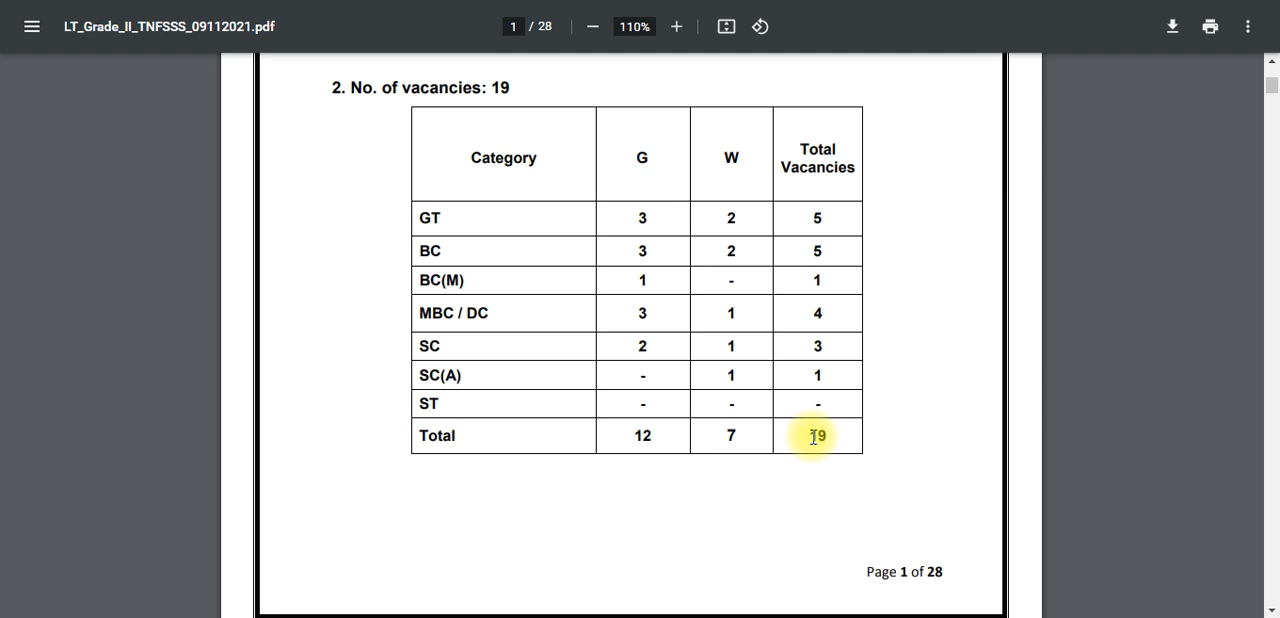 LT_Grade_II_TNFSSS_09112021.pdf 1 / 28 110%
2. No. of vacancies: 19
Category G W Total Vacancies
GT 3 2 5
BC 3 2 5
BC(M) 1 - 1
MBC / DC 3 1 4
SC 2 1 3
SC(A) - 1 1
ST - - -
Total 12 7 19
Page 1 of 28